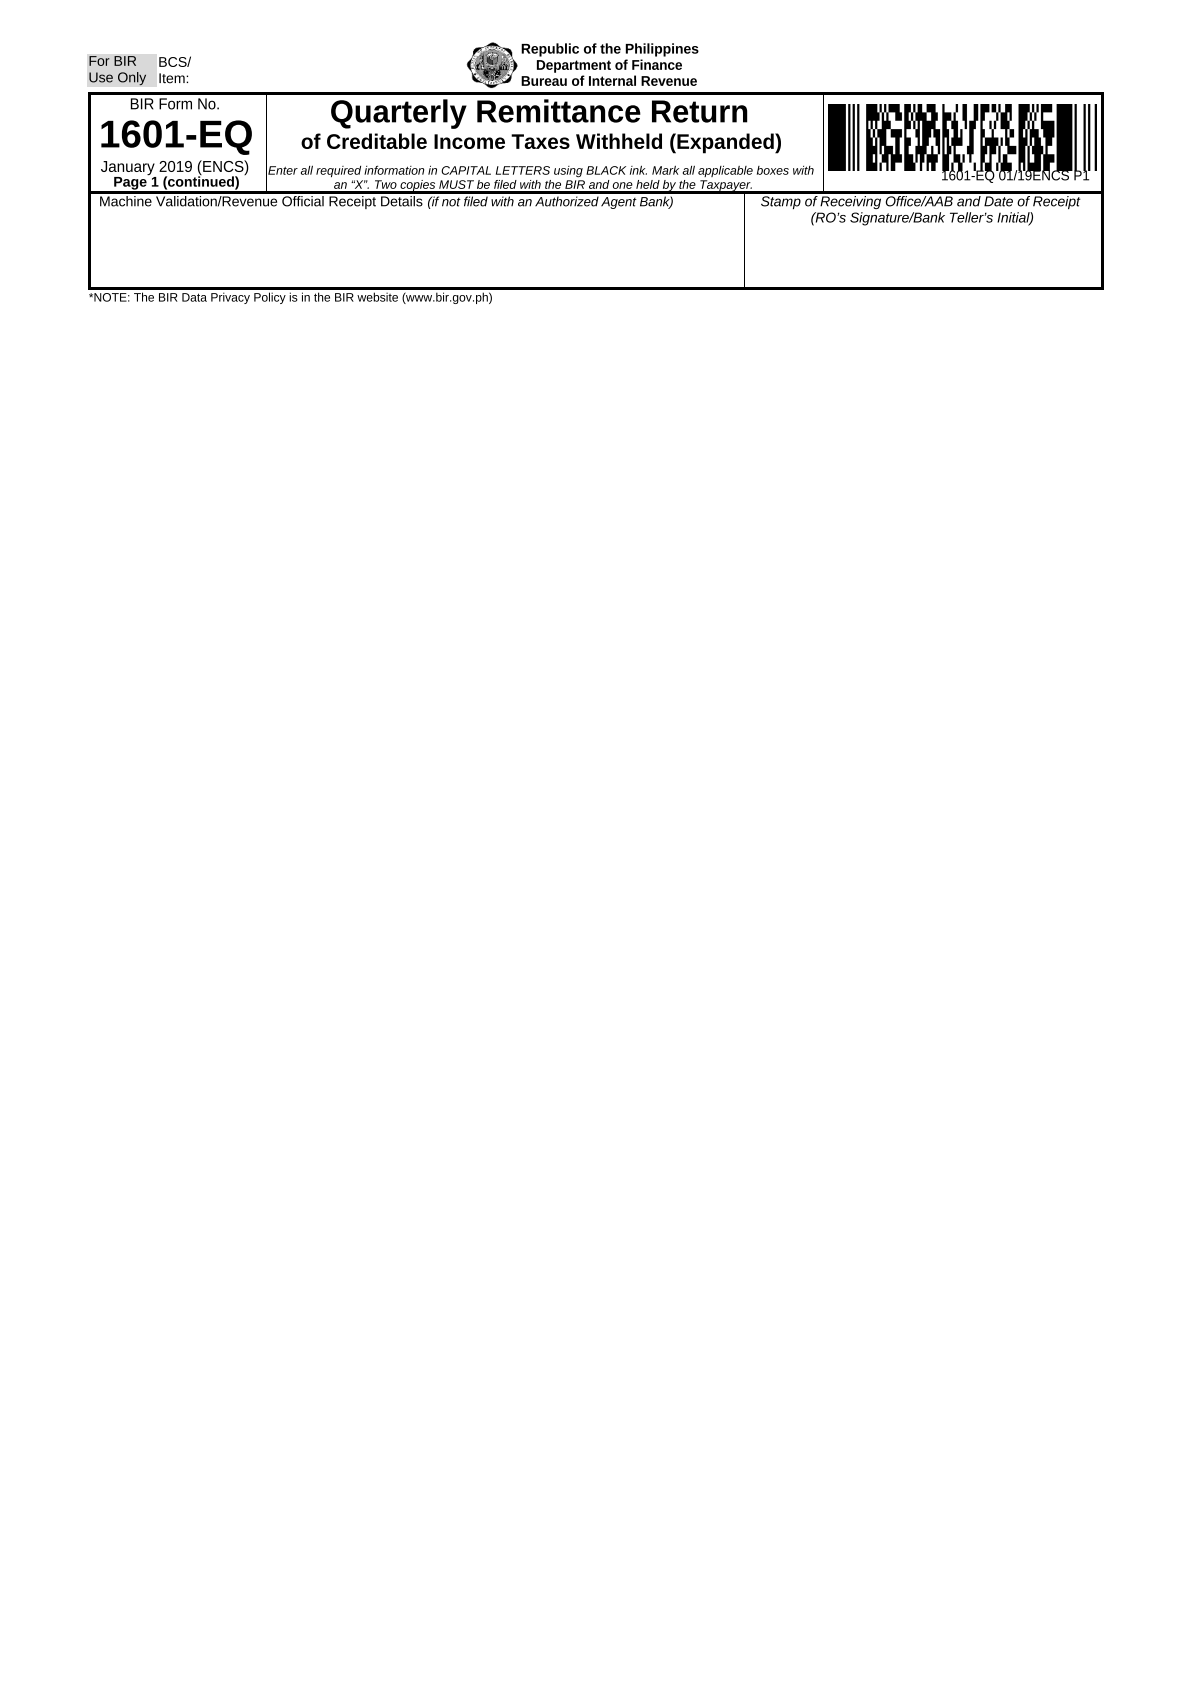 For BIR
Use Only
BCS/
Item:
Republic of the Philippines
Department of Finance
Bureau of Internal Revenue
BIR Form No.
1601-EQ
January 2019 (ENCS)
Page 1 (continued)
Quarterly Remittance Return
of Creditable Income Taxes Withheld (Expanded)
Enter all required information in CAPITAL LETTERS using BLACK ink. Mark all applicable boxes with
an “X”. Two copies MUST be filed with the BIR and one held by the Taxpayer.
1601-EQ 01/19ENCS P1
Machine Validation/Revenue Official Receipt Details (if not filed with an Authorized Agent Bank)
Stamp of Receiving Office/AAB and Date of Receipt
(RO’s Signature/Bank Teller’s Initial)
*NOTE: The BIR Data Privacy Policy is in the BIR website (www.bir.gov.ph)